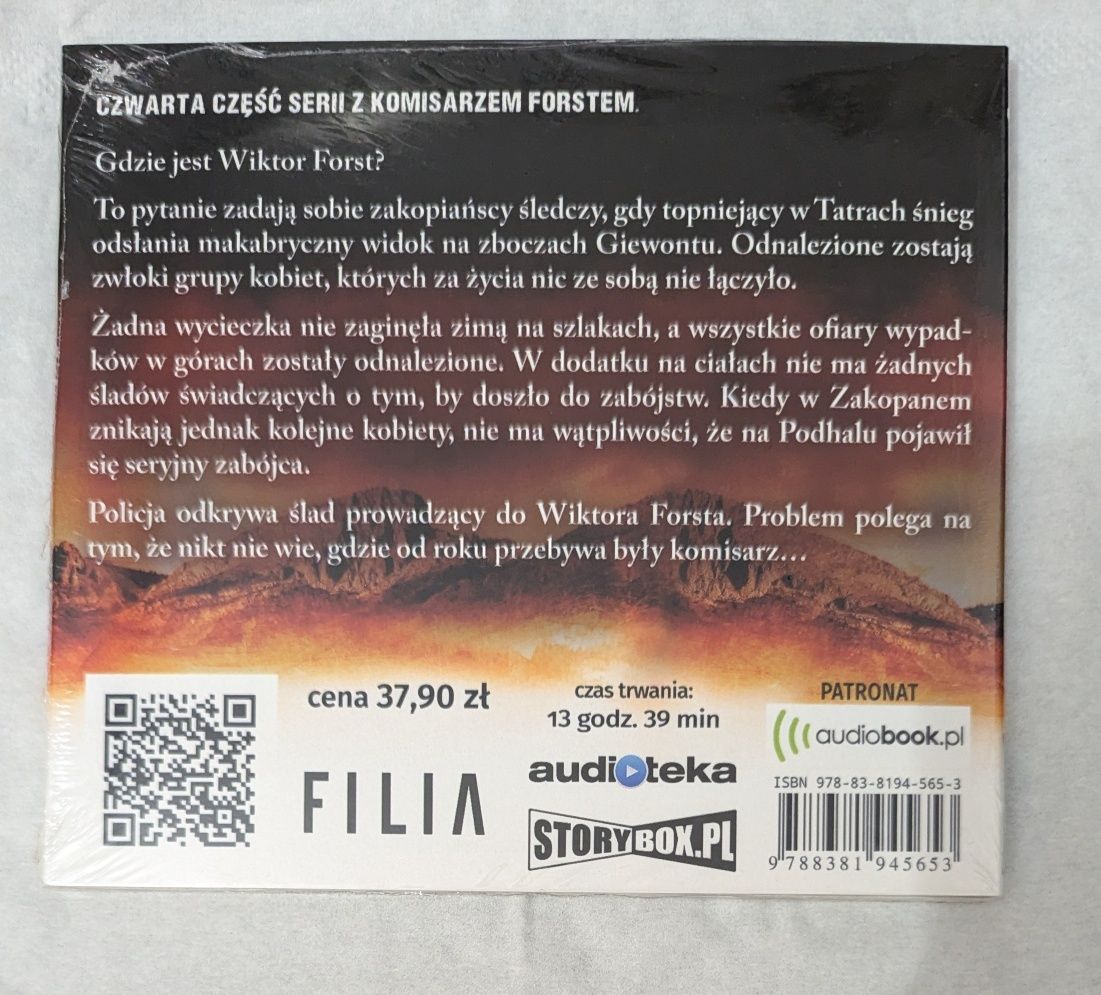 CZWARTA CZĘŚĆ SERII Z KOMISARZEM FORSTEM.
Gdzie jest Wiktor Forst?
To pytanie zadają sobie zakopiańscy śledczy, gdy topniejący w Tatrach śnieg
odsłania makabryczny widok na zboczach Giewontu. Odnalezione zostają
zwłoki grupy kobiet, których za życia nic ze sobą nie łączyło.
Żadna wycieczka nie zaginęła zimą na szlakach, a wszystkie ofiary wypad-
ków w górach zostały odnalezione. W dodatku na ciałach nie ma żadnych
śladów świadczących o tym, by doszło do zabójstw. Kiedy w Zakopanem
znikają jednak kolejne kobiety, nie ma wątpliwości, że na Podhalu pojawił
się seryjny zabójca.
Policja odkrywa ślad prowadzący do Wiktora Forsta. Problem polega na
tym, że nikt nie wie, gdzie od roku przebywa były komisarz...
cena 37,90 zł
FILIA
czas trwania:
13 godz. 39 min
audioteka
STORYBOX.PL
PATRONAT
audiobook.pl
ISBN 978-83-8194-565-3
9 788381 945653